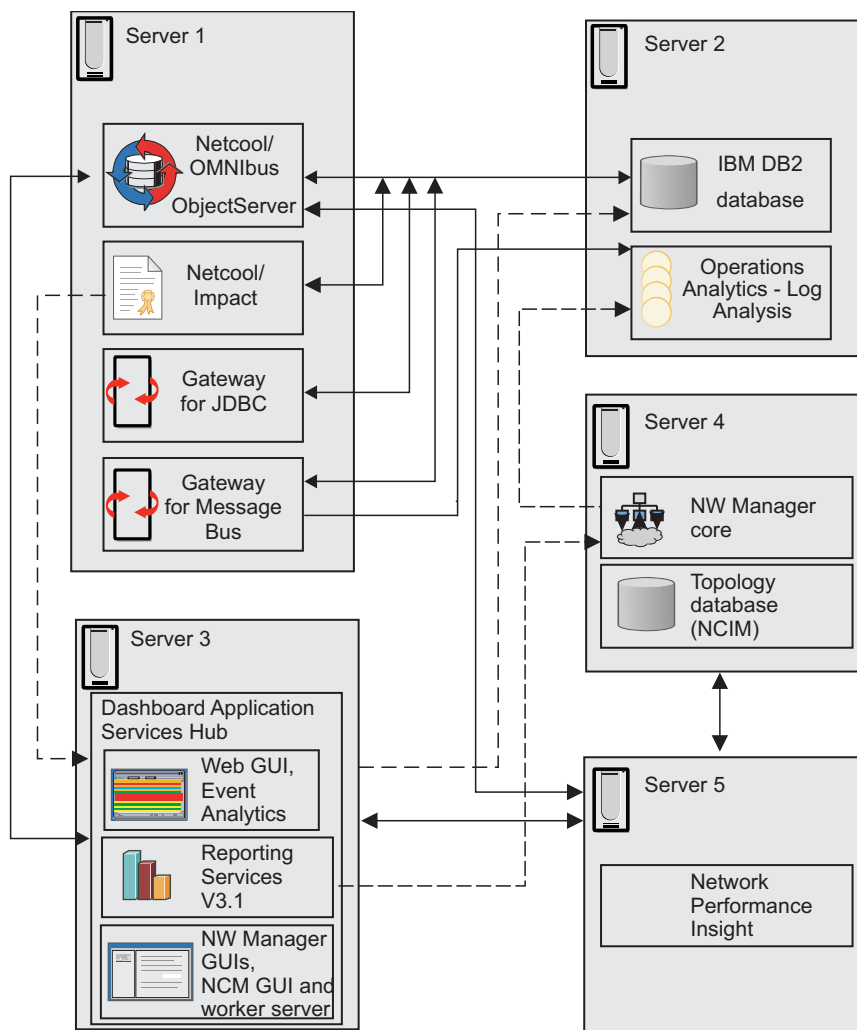 Server 1
Netcool/
OMNIbus
ObjectServer
Netcool/
Impact
Gateway
for JDBC
Gateway
for Message
Bus
Server 2
IBM DB2
database
Operations
Analytics - Log
Analysis
Server 4
NW Manager
core
Topology
database
(NCIM)
Server 3
Dashboard Application
Services Hub
Web GUI,
Event
Analytics
Reporting
Services
V3.1
NW Manager
GUIs,
NCM GUI and
worker server
Server 5
Network
Performance
Insight